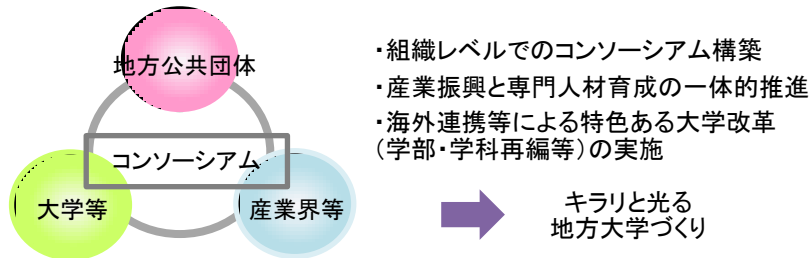 地方公共団体
コンソーシアム
大学等
産業界等
・組織レベルでのコンソーシアム構築
・産業振興と専門人材育成の一体的推進
・海外連携等による特色ある大学改革
(学部・学科再編等)の実施
キラリと光る
地方大学づくり